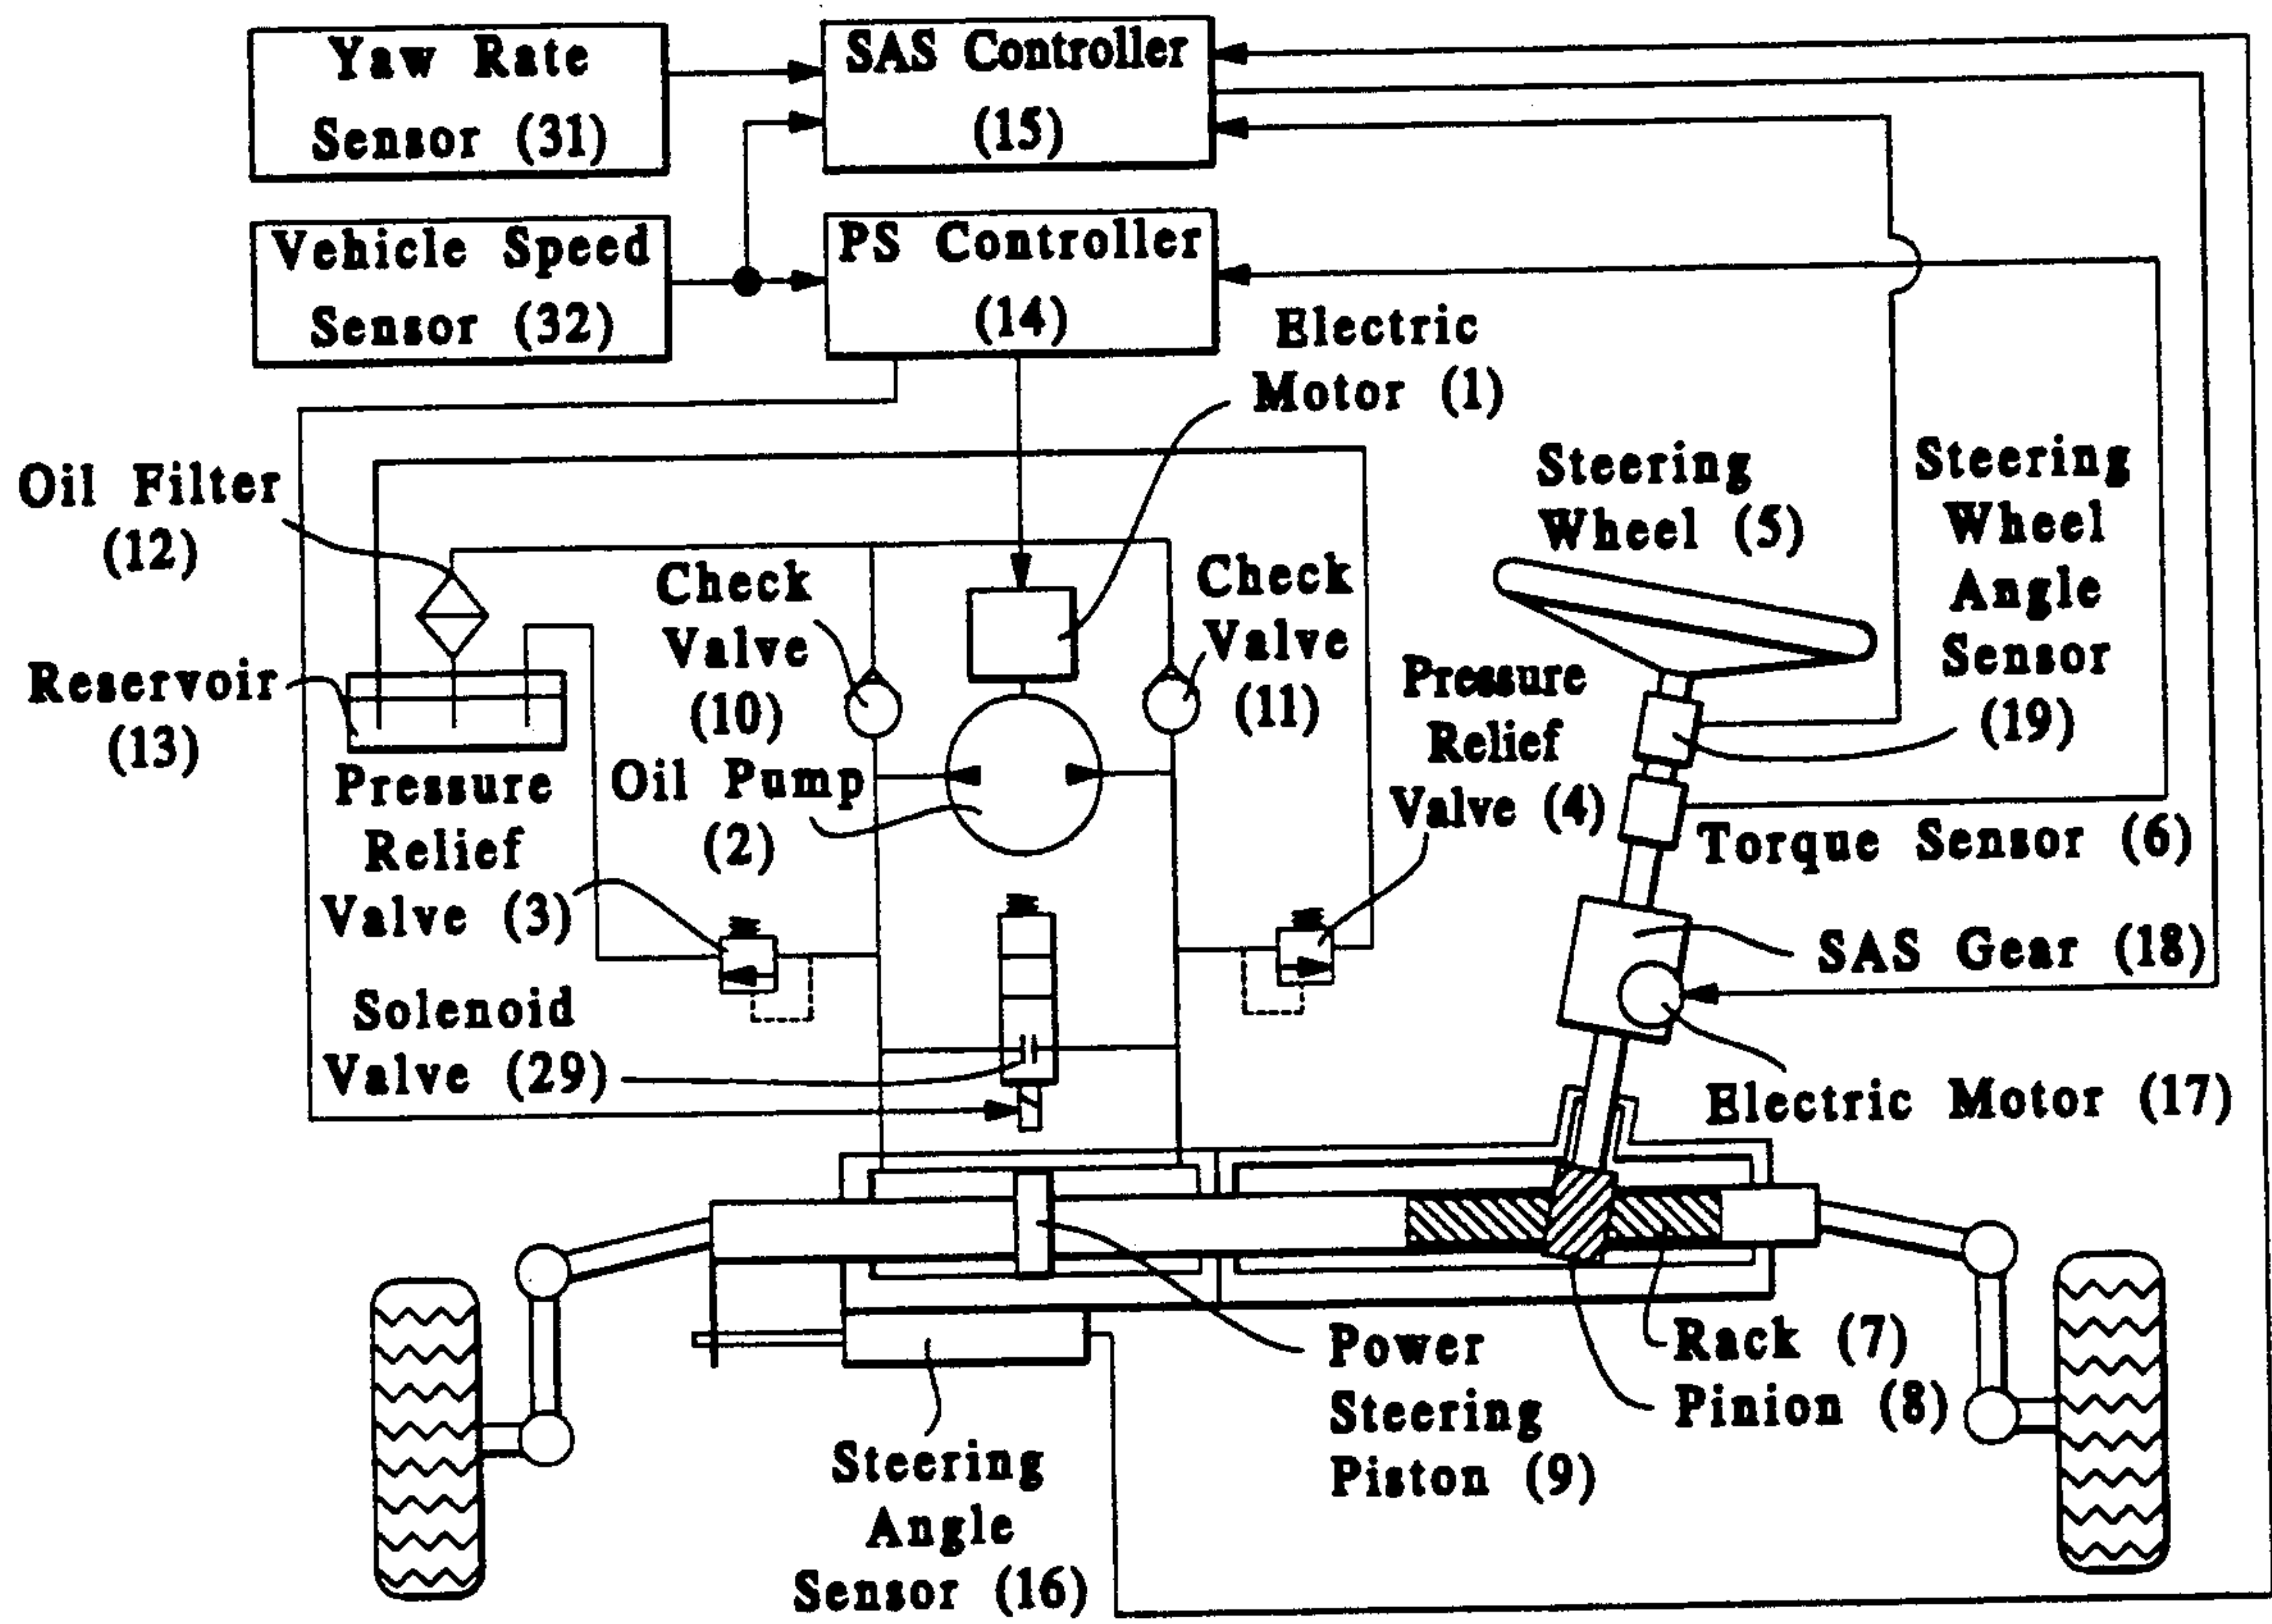 Yaw Rate
Sensor (31)
SAS Controller
(15)
Vehicle Speed
Sensor (32)
PS Controller
(14)
Electric
Motor (1)
Oil Filter
(12)
Steering
Wheel (5)
Steering
Wheel
Angle
Sensor
(19)
Check
Valve
(10)
Check
Valve
(11)
Reservoir
(13)
Pressure
Relief
Valve (4)
Pressure
Relief
Valve (3)
Oil Pump
(2)
Torque Sensor (6)
SAS Gear (18)
Solenoid
Valve (29)
Electric Motor (17)
Power
Steering
Piston (9)
Rack (7)
Pinion (8)
Steering
Angle
Sensor (16)